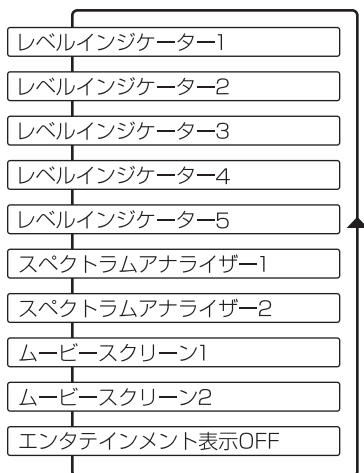 レベルインジケーター1
レベルインジケーター2
レベルインジケーター3
レベルインジケーター4
レベルインジケーター5
スペクトラムアナライザー1
スペクトラムアナライザー2
ムービースクリーン1
ムービースクリーン2
エンタテインメント表示OFF